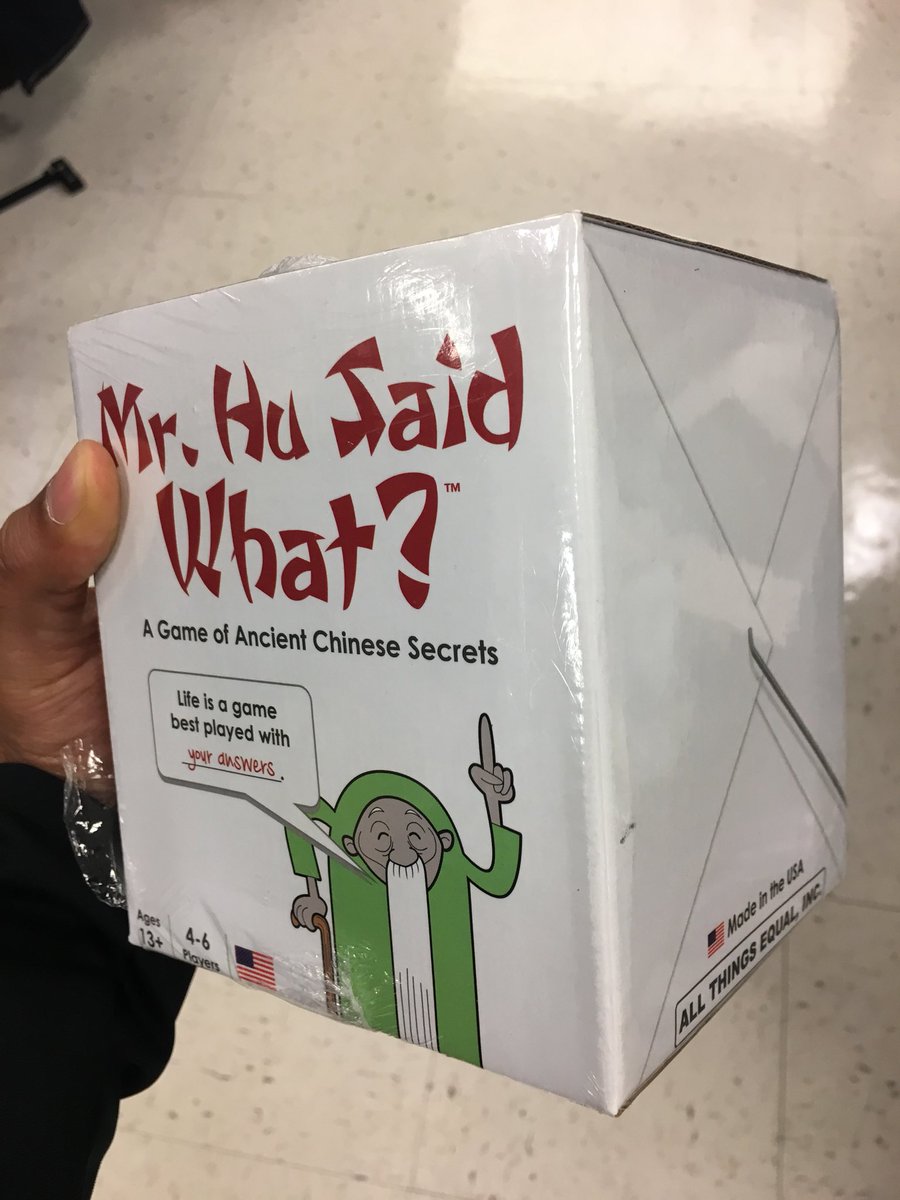 Mr. Hu Said
What?™
A Game of Ancient Chinese Secrets
Life is a game
best played with
your answers.
Ages
13+
4-6
Players
Made in the USA
ALL THINGS EQUAL, INC.